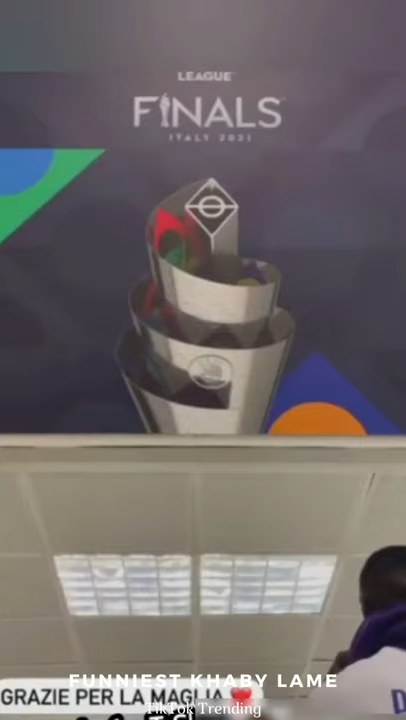 LEAGUE
FINALS
ITALY 2021
FUNNIEST KHABY LAME
GRAZIE PER LA MAGLIA ❤️
TikTok Trending
D